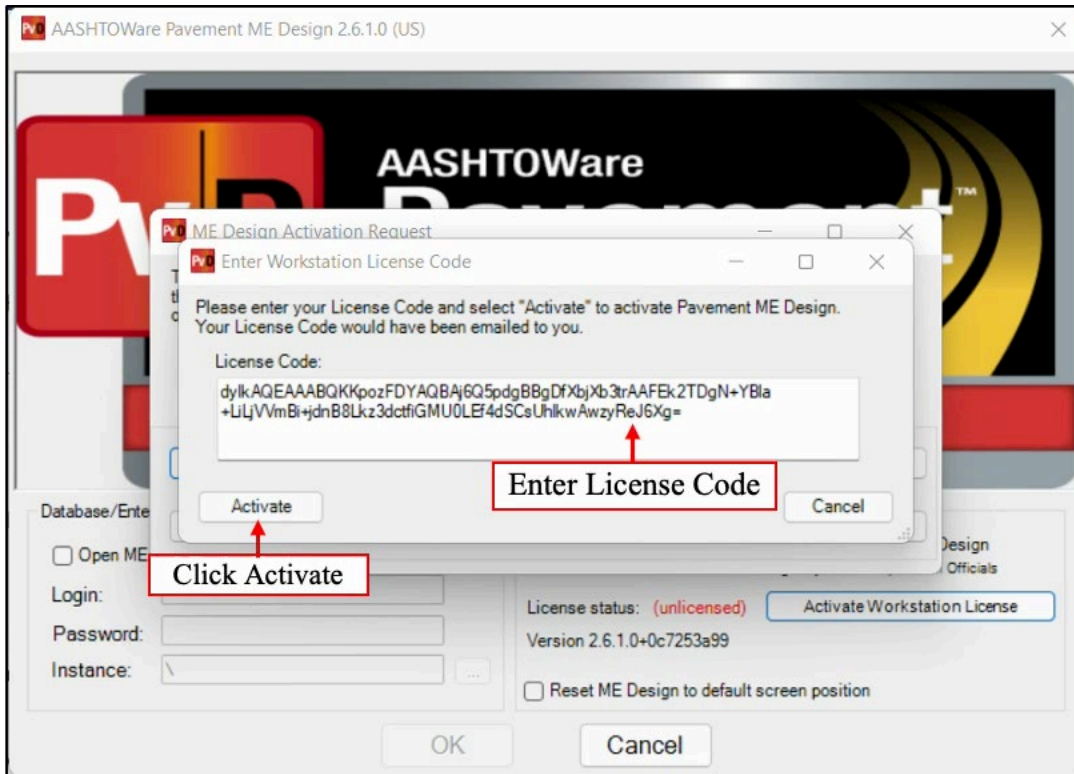 AASHTOWare Pavement ME Design 2.6.1.0 (US)
AASHTOWare
Pavement™
ME Design Activation Request
Enter Workstation License Code
Please enter your License Code and select "Activate" to activate Pavement ME Design.
Your License Code would have been emailed to you.
License Code:
dylkAQEAAABQKKpozFDYAQBAj6Q5pdgBBgDfXbjXb3trAAFEk2TDgN+YBla
+LiLjVVmBi+jdnB8Lkz3dctfiGMU0LEf4dSCsUhlkwAwzyReJ6Xg=
Enter License Code
Activate
Cancel
Click Activate
Database/Ente
Open ME
Login:
Password:
Instance:
\
...
Design
Officials
License status: (unlicensed)
Activate Workstation License
Version 2.6.1.0+0c7253a99
Reset ME Design to default screen position
OK
Cancel